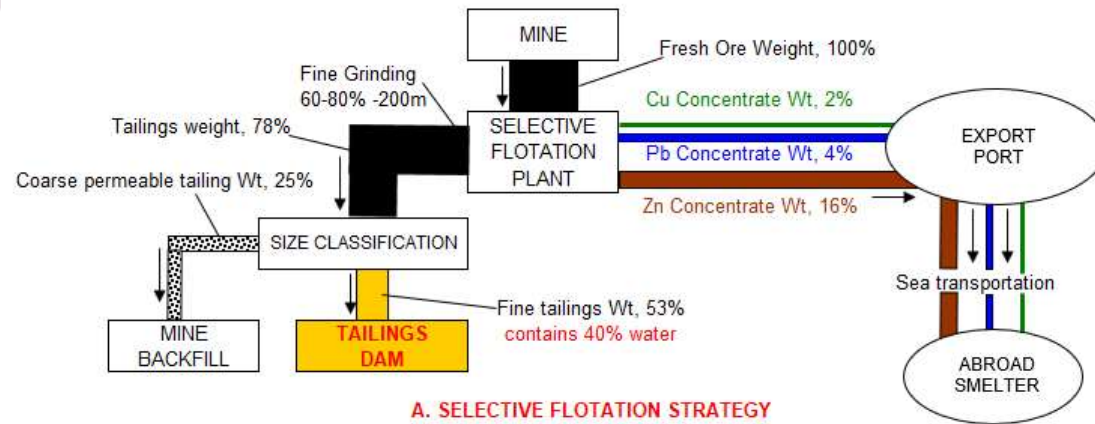 MINE
Fresh Ore Weight, 100%
Fine Grinding
60-80% -200m
Cu Concentrate Wt, 2%
Tailings weight, 78%
SELECTIVE
FLOTATION
PLANT
EXPORT
PORT
Pb Concentrate Wt, 4%
Coarse permeable tailing Wt, 25%
Zn Concentrate Wt, 16%
SIZE CLASSIFICATION
Sea transportation
Fine tailings Wt, 53%
contains 40% water
MINE
BACKFILL
TAILINGS
DAM
ABROAD
SMELTER
A. SELECTIVE FLOTATION STRATEGY